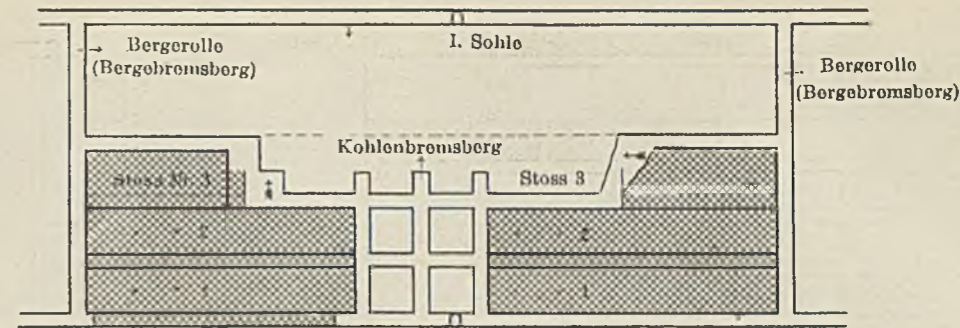 I. Sohle
Bergerolle
(Bergebremsberg)
Bergerolle
(Bergebremsberg)
Kohlenbremsberg
Stoss Nr. 3
Stoss 3
2
2
1
1